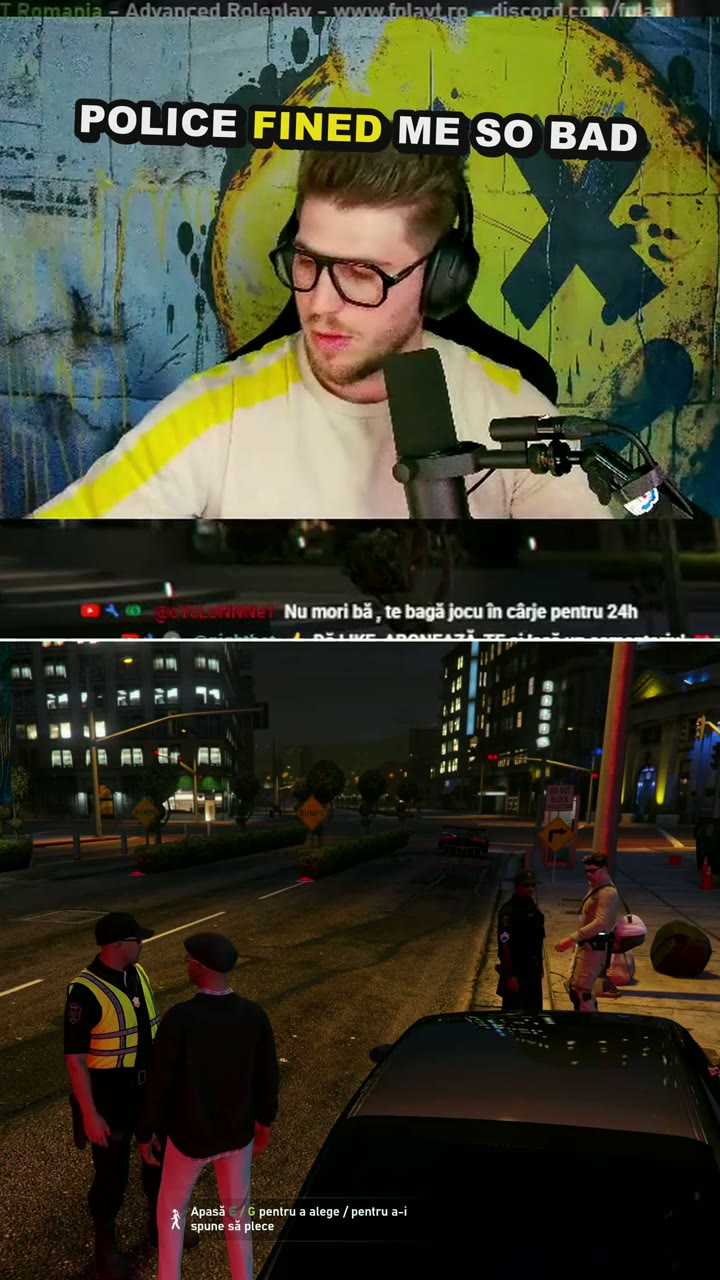 T Romania - Advanced Roleplay - www.fplayt.ro - discord.com/fplayt
POLICE FINED ME SO BAD
Nu mori bă , te bagă jocu în cârje pentru 24h
Apasă E / G pentru a alege / pentru a-i
spune să plece